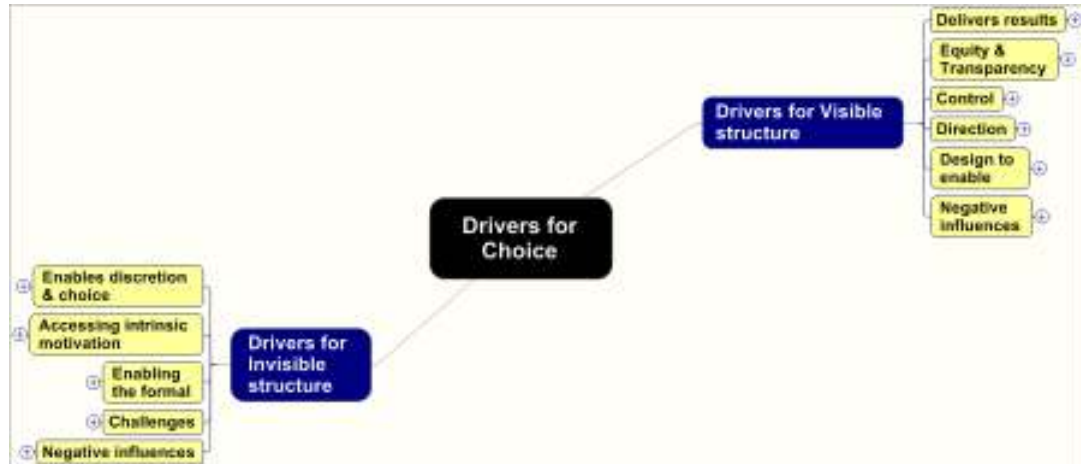 Delivers results
Equity &
Transparency
Control
Direction
Design to
enable
Negative
influences
Drivers for Visible
structure
Drivers for
Choice
Drivers for
Invisible
structure
Enables discretion
& choice
Accessing intrinsic
motivation
Enabling
the formal
Challenges
Negative influences